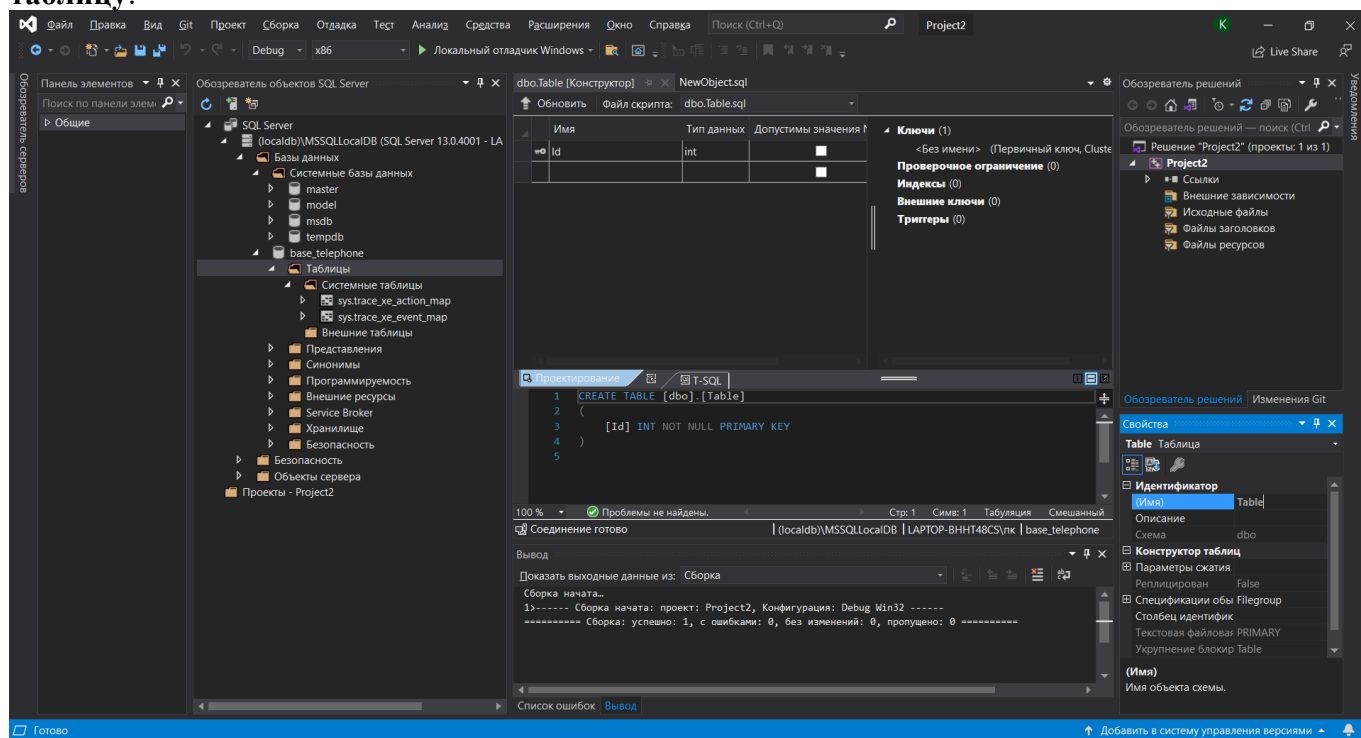 таблицу.
Файл Правка Вид Git Проект Сборка Отладка Тест Анализ Средства Расширения Окно Справка Поиск (Ctrl+Q) Project2 K
Debug x86 Локальный отладчик Windows Live Share
Обозреватель серверов
Панель элементов
Поиск по панели элеме
Общие
Обозреватель объектов SQL Server
SQL Server
(localdb)\MSSQLLocalDB (SQL Server 13.0.4001 - LA
Базы данных
Системные базы данных
master
model
msdb
tempdb
base_telephone
Таблицы
Системные таблицы
sys.trace_xe_action_map
sys.trace_xe_event_map
Внешние таблицы
Представления
Синонимы
Программируемость
Внешние ресурсы
Service Broker
Хранилище
Безопасность
Безопасность
Объекты сервера
Проекты - Project2
dbo.Table [Конструктор] NewObject.sql
Обновить Файл скрипта: dbo.Table.sql
Имя Тип данных Допустимы значения N
Id int
Ключи (1)
<Без имени> (Первичный ключ, Cluste
Проверочное ограничение (0)
Индексы (0)
Внешние ключи (0)
Триггеры (0)
Проектирование T-SQL
1 CREATE TABLE [dbo].[Table]
2 (
3 [Id] INT NOT NULL PRIMARY KEY
4 )
5
100 % Проблемы не найдены. Стр: 1 Симв: 1 Табуляция Смешанный
Соединение готово (localdb)\MSSQLLocalDB LAPTOP-BHHT48CS\пк base_telephone
Вывод
Показать выходные данные из: Сборка
Сборка начата…
1>------ Сборка начата: проект: Project2, Конфигурация: Debug Win32 ------
========== Сборка: успешно: 1, с ошибками: 0, без изменений: 0, пропущено: 0 ==========
Список ошибок Вывод
Обозреватель решений
Обозреватель решений — поиск (Ctrl
Решение "Project2" (проекты: 1 из 1)
Project2
Ссылки
Внешние зависимости
Исходные файлы
Файлы заголовков
Файлы ресурсов
Обозреватель решений Изменения Git
Свойства
Table Таблица
Идентификатор
(Имя) Table
Описание
Схема dbo
Конструктор таблиц
Параметры сжатия
Реплицирован False
Спецификации обы Filegroup
Столбец идентифик
Текстовая файловая PRIMARY
Укрупнение блокир Table
(Имя)
Имя объекта схемы.
Уведомления
Готово Добавить в систему управления версиями